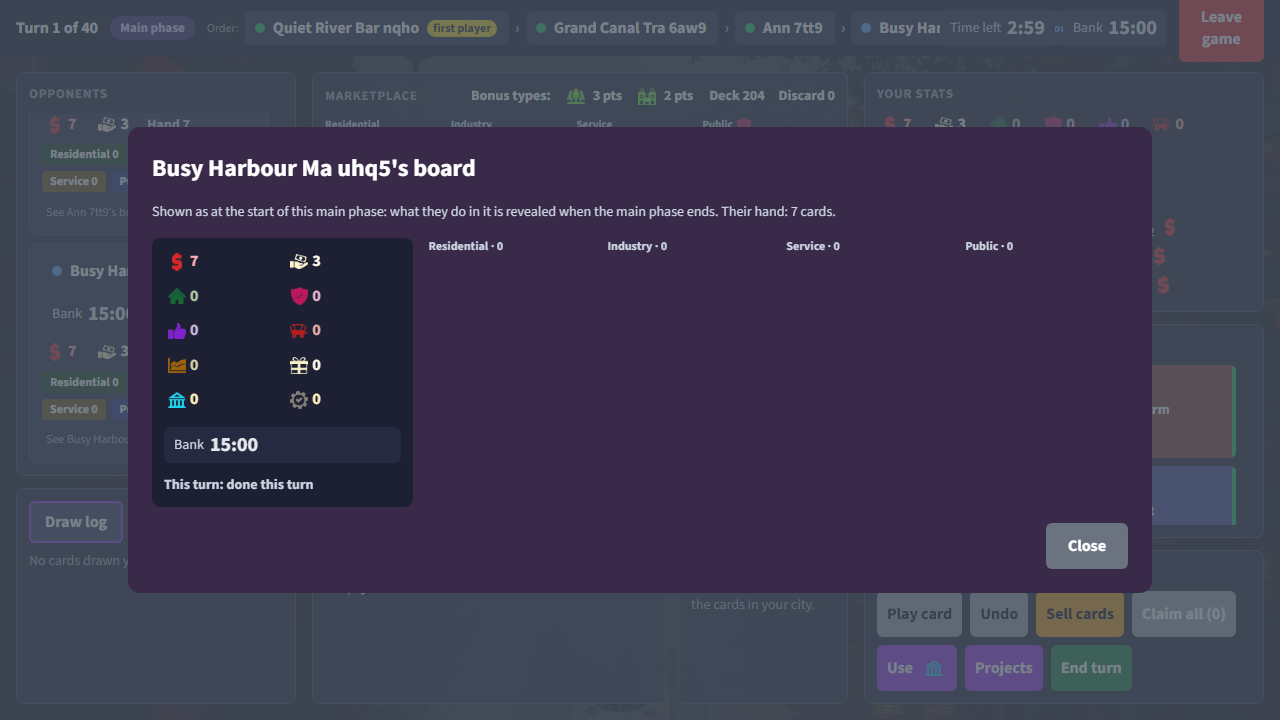 Turn 1 of 40 Main phase Order: Quiet River Bar nqho first player › Grand Canal Tra 6aw9 › Ann 7tt9 › Busy Har Time left 2:59 Bank 15:00 Leave game
OPPONENTS
MARKETPLACE Bonus types: 3 pts 2 pts Deck 204 Discard 0
YOUR STATS
7 3 Hand 7
Residential Industry Service Public
7 3 0 0 0 0
Residential 0
Service 0
See Ann 7tt9's
Busy Har
Bank 15:00
7 3
Residential 0
Service 0
See Busy Harbou
Busy Harbour Ma uhq5's board
Shown as at the start of this main phase: what they do in it is revealed when the main phase ends. Their hand: 7 cards.
7 3
0 0
0 0
0 0
0 0
Bank 15:00
This turn: done this turn
Residential · 0 Industry · 0 Service · 0 Public · 0
Close
Draw log
No cards drawn
the cards in your city.
Play card Undo Sell cards Claim all (0)
Use Projects End turn